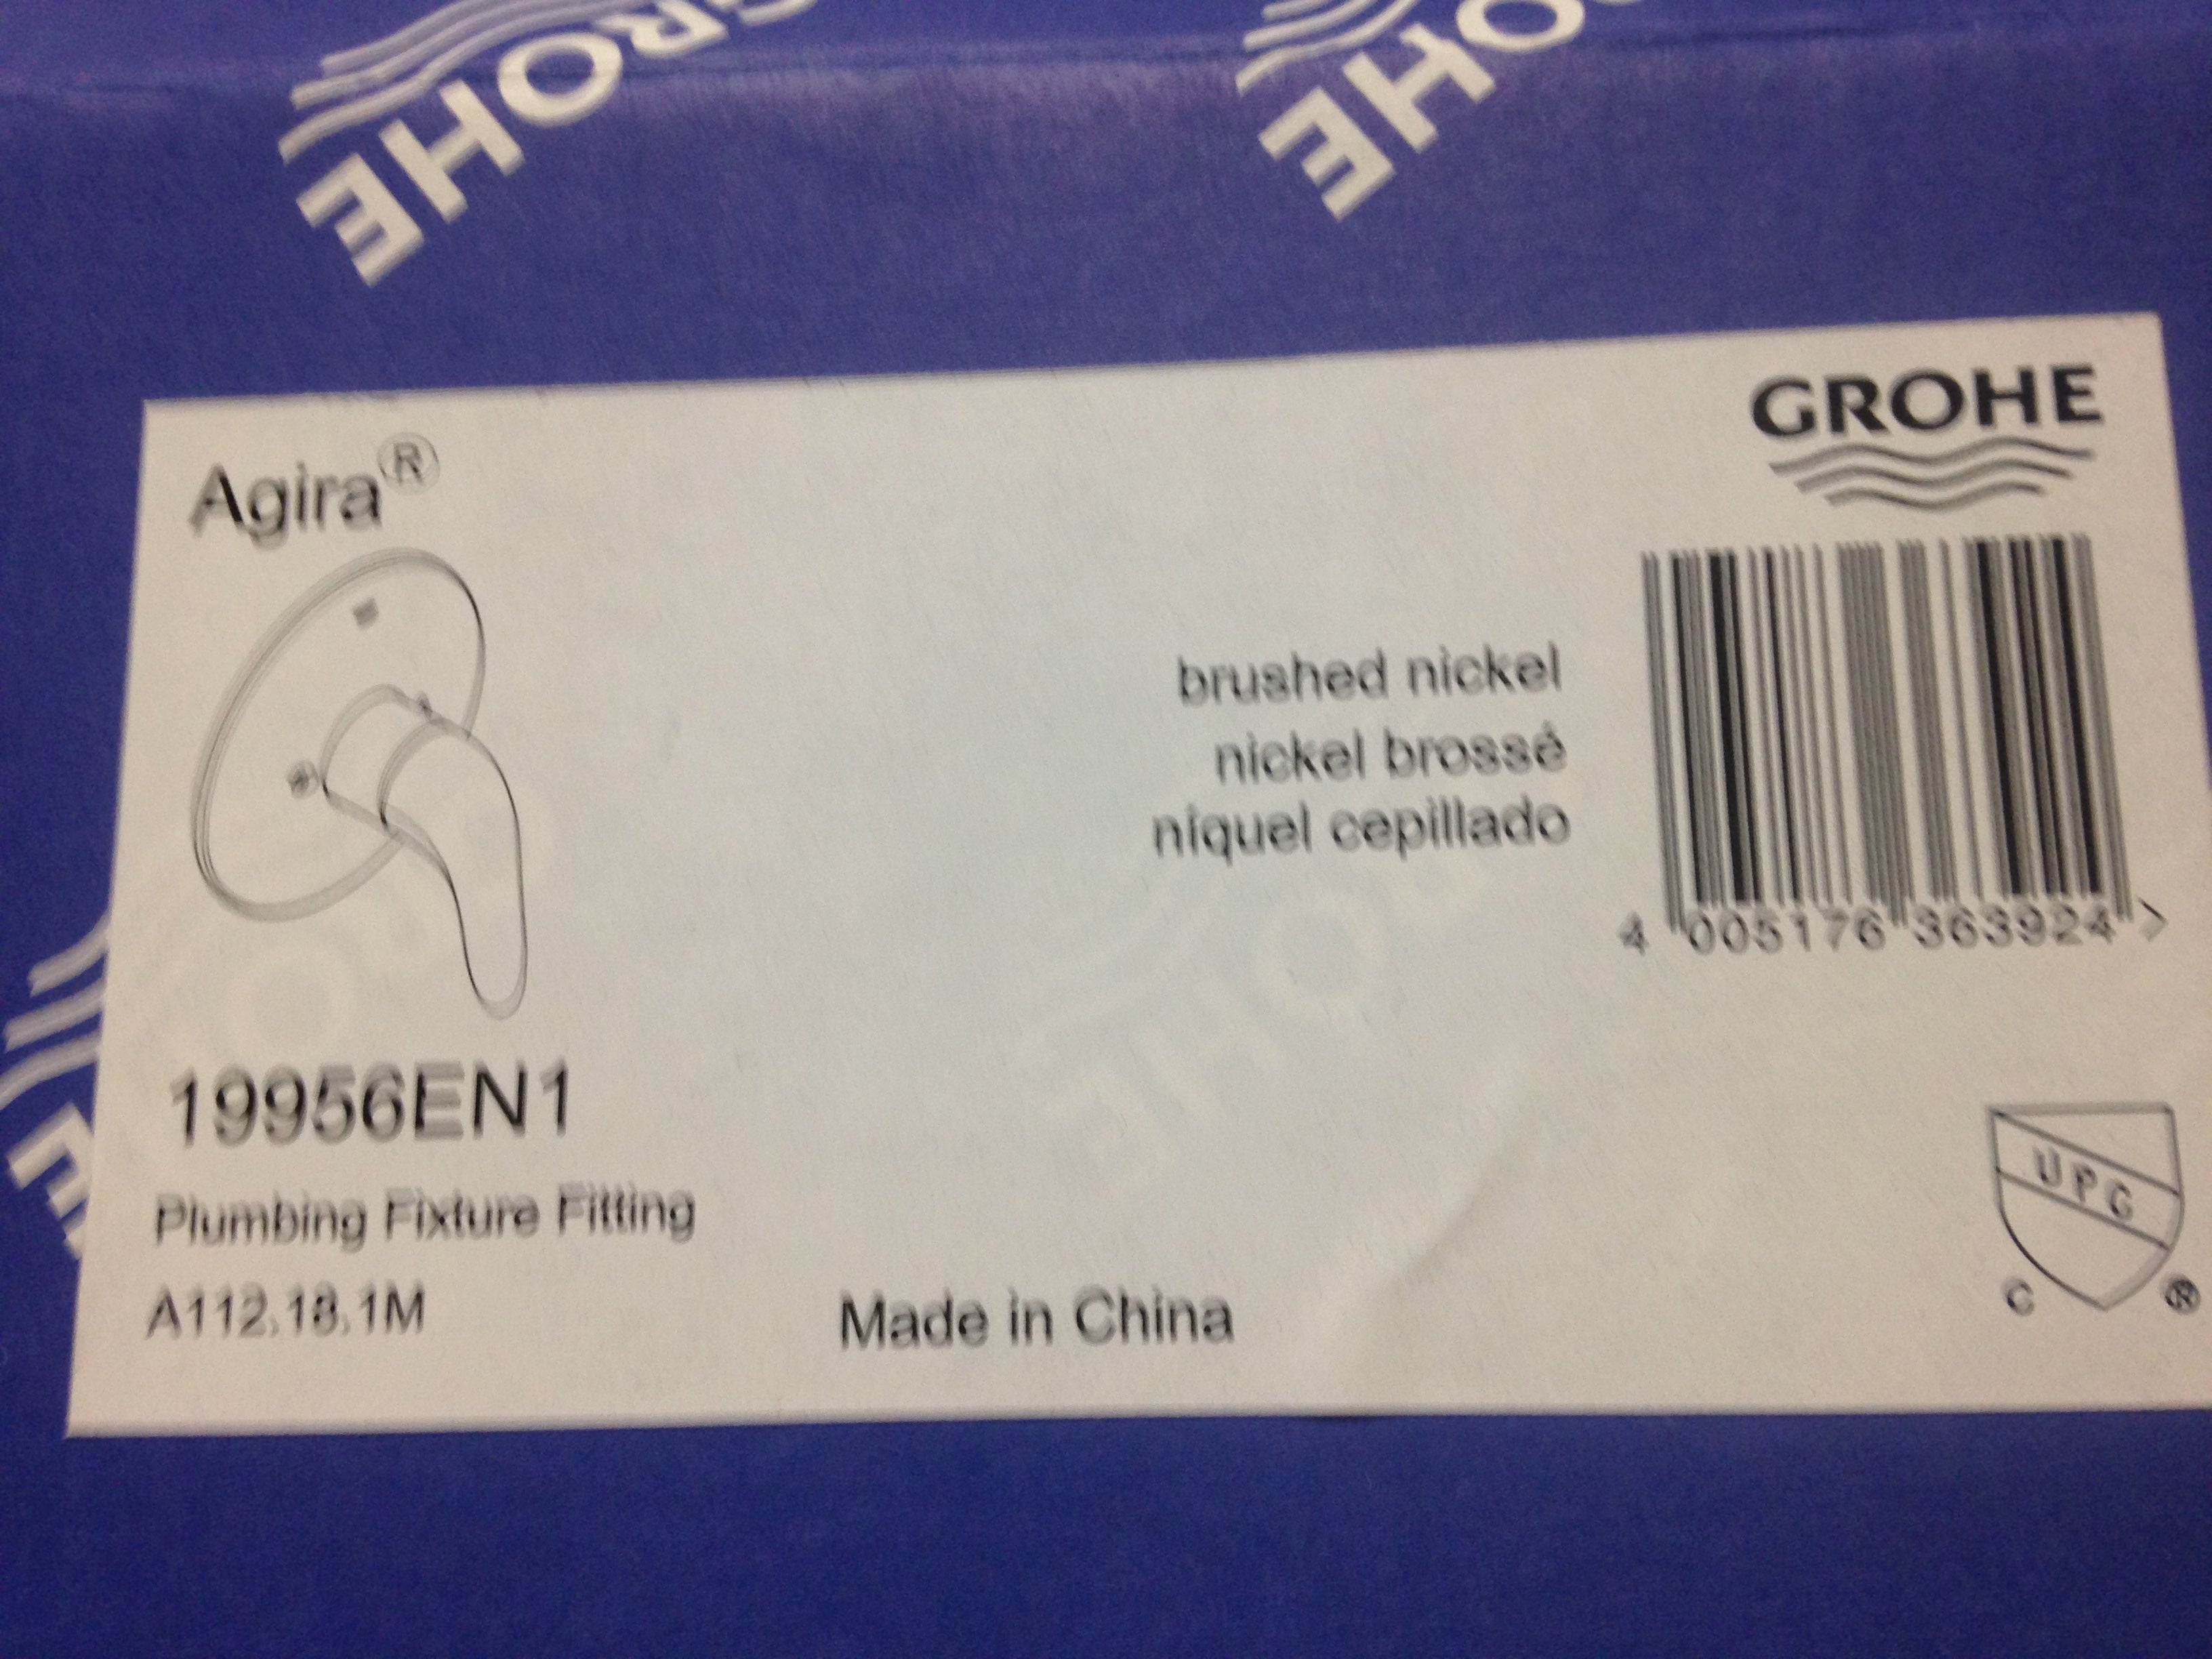 GROHE
GROHE
GROHE
Agira®
brushed nickel
nickel brossé
níquel cepillado
4 005176 363924 >
19956EN1
Plumbing Fixture Fitting
A112.18.1M
Made in China
UPC
C ®
E